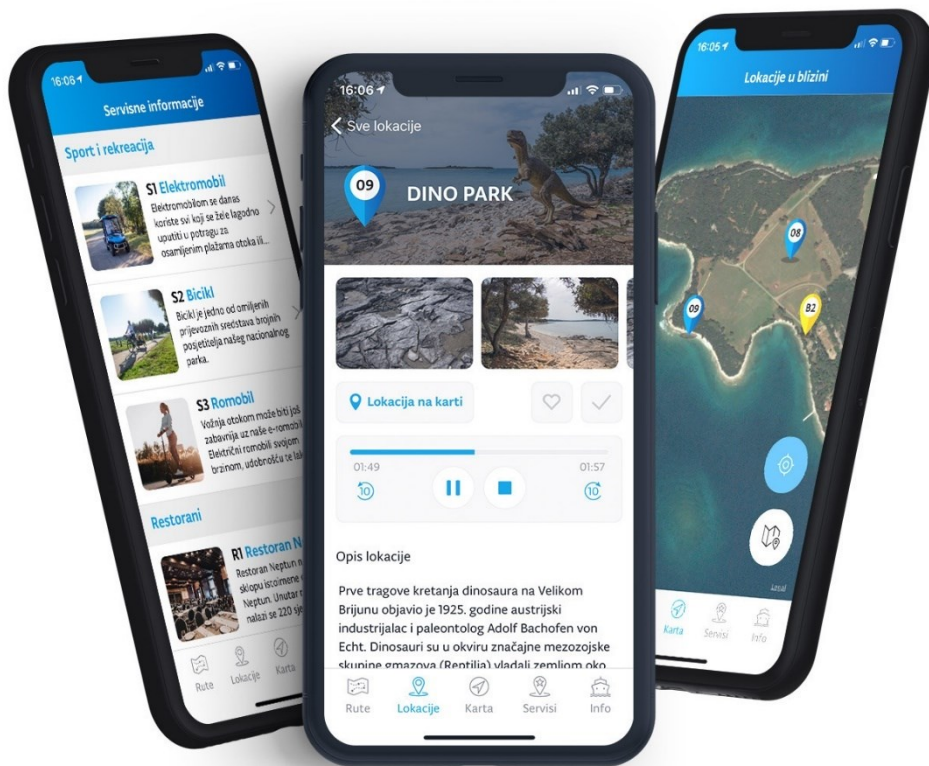 16:06
Servisne informacije
Sport i rekreacija
S1 Elektromobil
Elektromobilom se danas
koriste svi koji se žele lagodno
uputiti u potragu za
osamljenim plažama otoka ili...
S2 Bicikl
Bicikl je jedno od omiljenih
prijevoznih sredstava brojnih
posjetitelja našeg nacionalnog
parka.
S3 Romobil
Vožnja otokom može biti još
zabavnija uz naše e-romobile
Električni romobili svojom
brzinom, udobnošću te lak
Restorani
R1 Restoran N
Restoran Neptun n
sklopu istoimene
Neptun. Unutar
nalazi se 220 sje
Rute
Lokacije
Karta
16:06
Sve lokacije
09
DINO PARK
Lokacija na karti
01:49
01:57
10
10
Opis lokacije
Prve tragove kretanja dinosaura na Velikom
Brijunu objavio je 1925. godine austrijski
industrijalac i paleontolog Adolf Bachofen von
Echt. Dinosauri su u okviru značajne mezozojske
skupine gmazova (Reptilia) vladali zemljom oko
Rute
Lokacije
Karta
Servisi
Info
16:05
Lokacije u blizini
08
09
B2
Legal
Karta
Servisi
Info